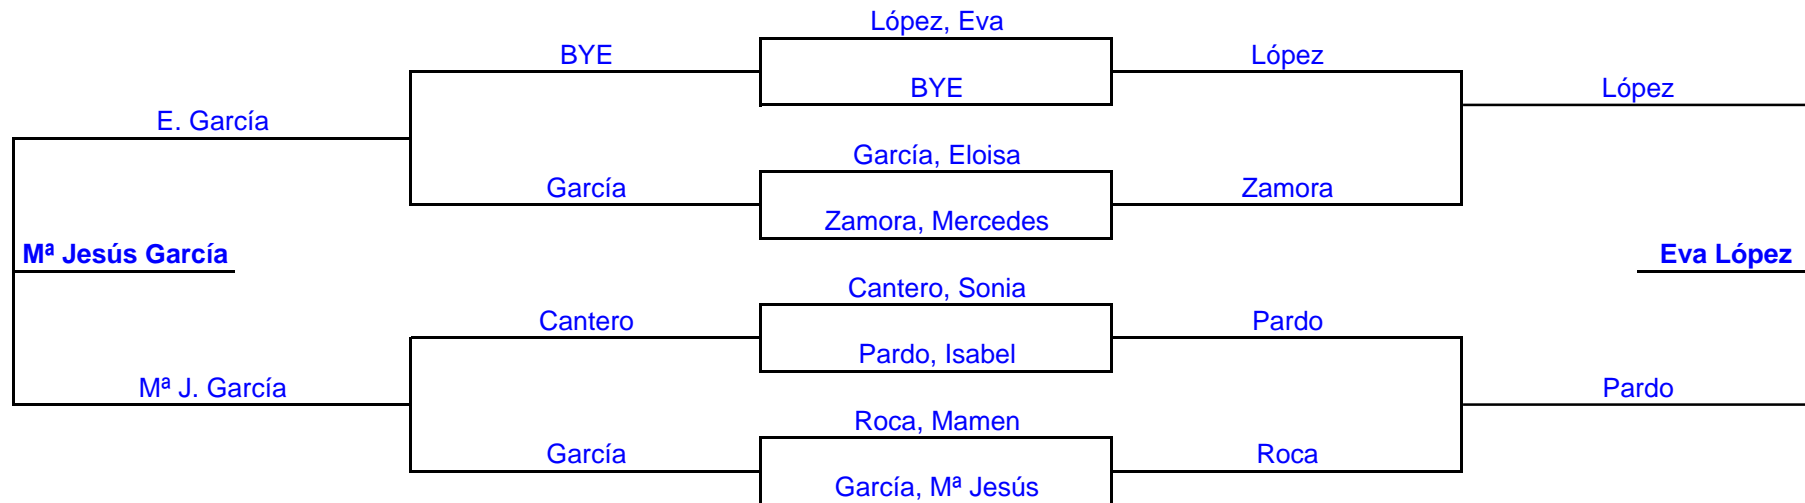 López, Eva
BYE
López
BYE
López
E. García
García, Eloisa
García
Zamora
Zamora, Mercedes
Mª Jesús García
Eva López
Cantero, Sonia
Cantero
Pardo
Pardo, Isabel
Mª J. García
Pardo
Roca, Mamen
García
Roca
García, Mª Jesús